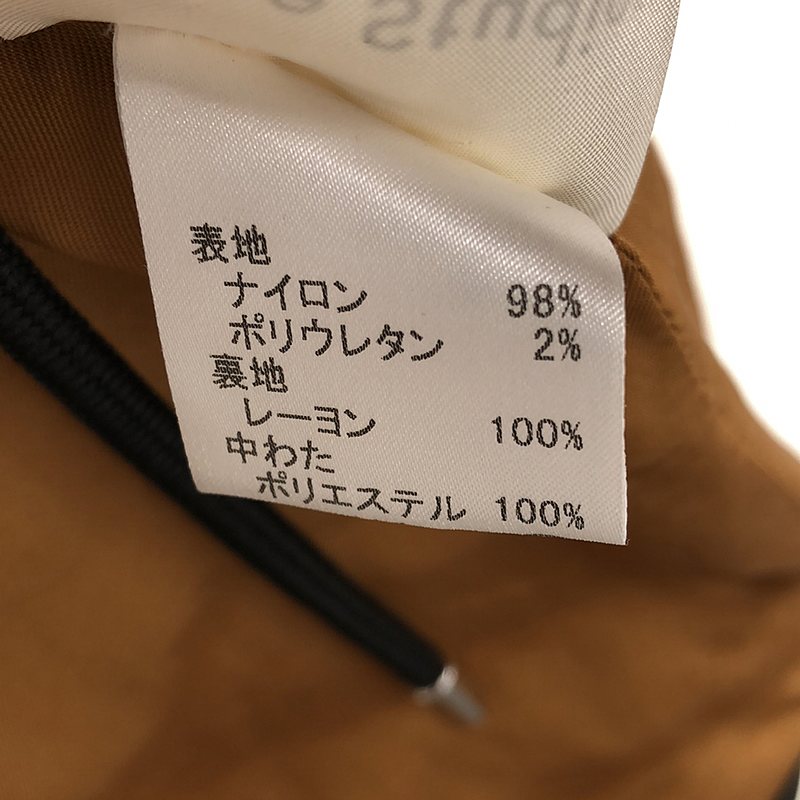 Studio
表地
ナイロン 98%
ポリウレタン 2%
裏地
レーヨン 100%
中わた
ポリエステル 100%